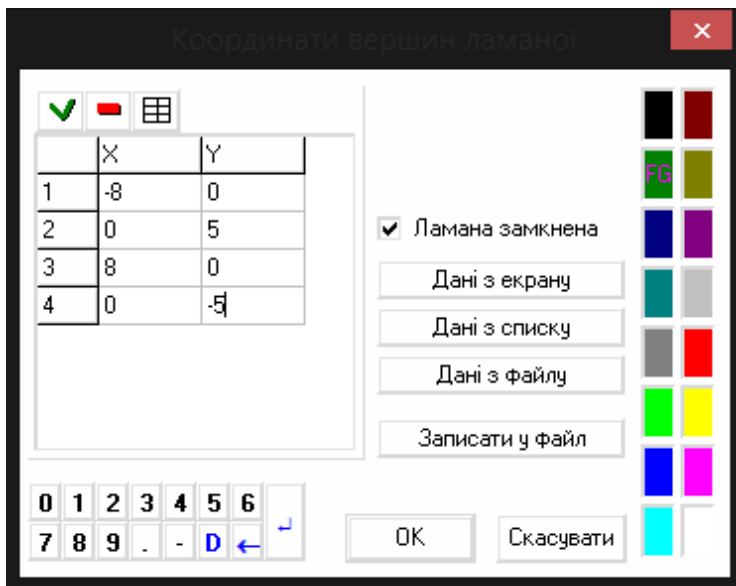 Координати вершин ламаної
X Y
1 -8 0
2 0 5
3 8 0
4 0 -5
FG
Ламана замкнена
Дані з екрану
Дані з списку
Дані з файлу
Записати у файл
0 1 2 3 4 5 6
7 8 9 . - D ←
OK Скасувати